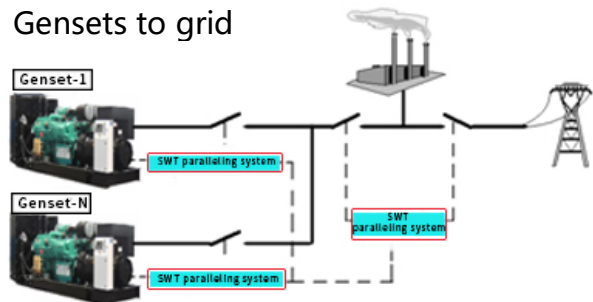 Gensets to grid
Genset-1
SWT paralleling system
Genset-N
SWT
paralleling system
SWT paralleling system